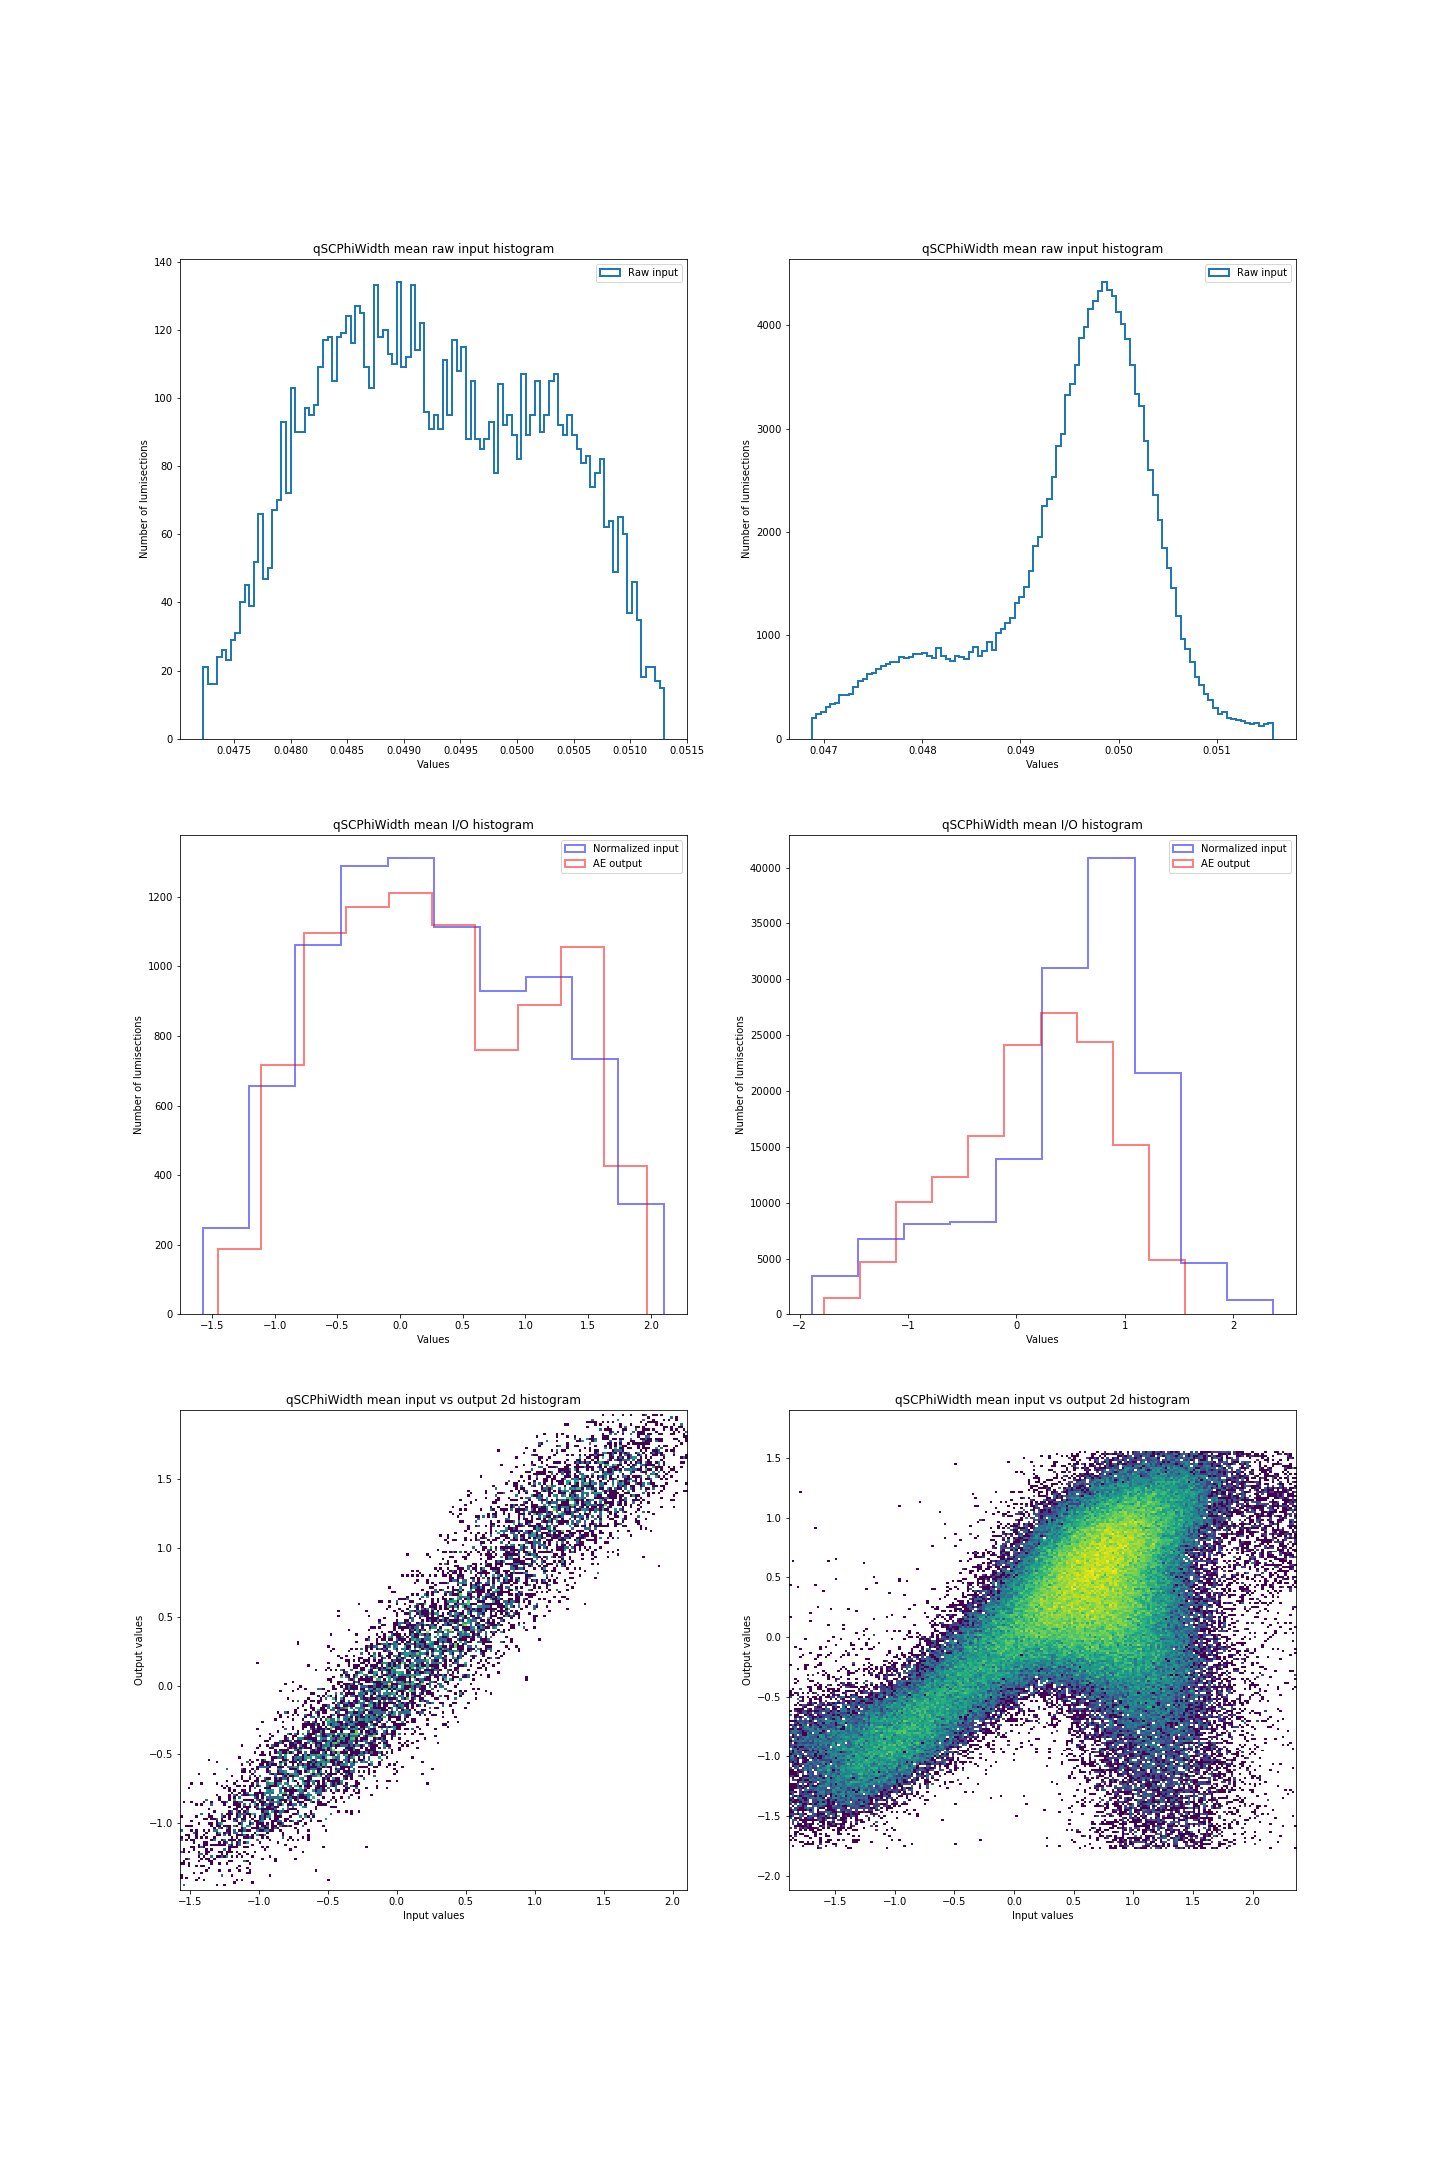 qSCPhiWidth mean raw input histogram
Raw input
140
120
100
80
60
40
20
0
Number of lumisections
0.0475 0.0480 0.0485 0.0490 0.0495 0.0500 0.0505 0.0510 0.0515
Values
qSCPhiWidth mean raw input histogram
Raw input
4000
3000
2000
1000
0
Number of lumisections
0.047 0.048 0.049 0.050 0.051
Values
qSCPhiWidth mean I/O histogram
Normalized input
AE output
1200
1000
800
600
400
200
0
Number of lumisections
−1.5 −1.0 −0.5 0.0 0.5 1.0 1.5 2.0
Values
qSCPhiWidth mean I/O histogram
Normalized input
AE output
40000
35000
30000
25000
20000
15000
10000
5000
0
Number of lumisections
−2 −1 0 1 2
Values
qSCPhiWidth mean input vs output 2d histogram
1.5
1.0
0.5
0.0
−0.5
−1.0
Output values
−1.5 −1.0 −0.5 0.0 0.5 1.0 1.5 2.0
Input values
qSCPhiWidth mean input vs output 2d histogram
1.5
1.0
0.5
0.0
−0.5
−1.0
−1.5
−2.0
Output values
−1.5 −1.0 −0.5 0.0 0.5 1.0 1.5 2.0
Input values